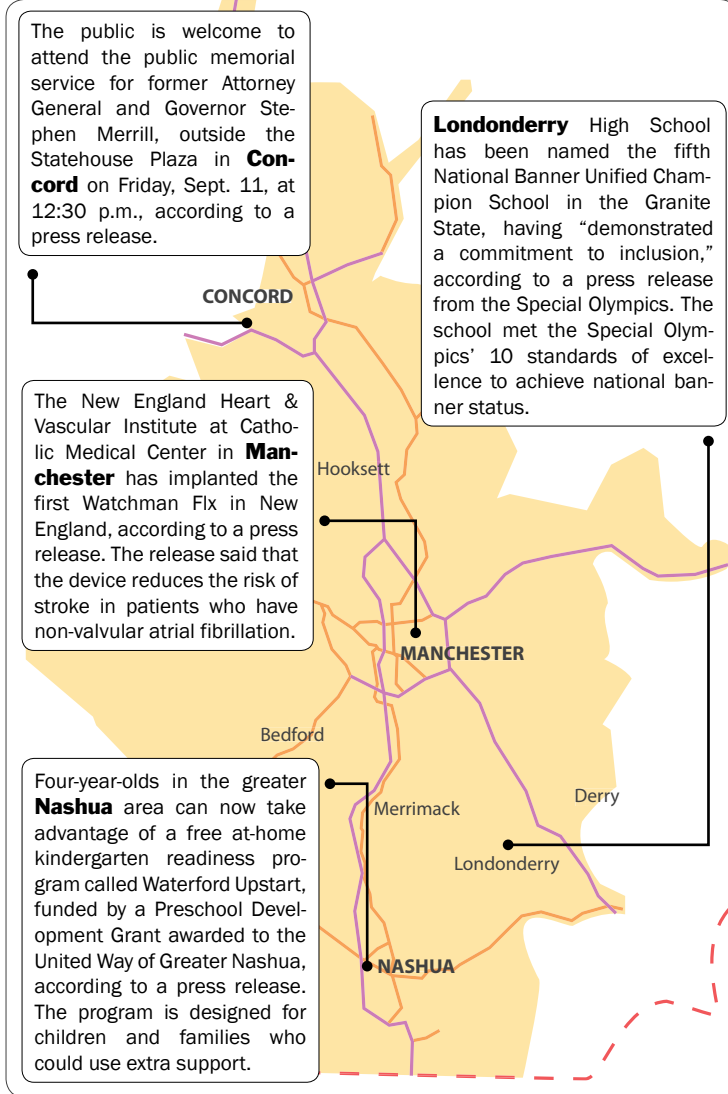 The public is welcome to
attend the public memorial
service for former Attorney
General and Governor Ste-
phen Merrill, outside the
Statehouse Plaza in Con-
cord on Friday, Sept. 11, at
12:30 p.m., according to a
press release.
Londonderry High School
has been named the fifth
National Banner Unified Cham-
pion School in the Granite
State, having “demonstrated
a commitment to inclusion,”
according to a press release
from the Special Olympics. The
school met the Special Olym-
pics’ 10 standards of excel-
lence to achieve national ban-
ner status.
CONCORD
The New England Heart &
Vascular Institute at Catho-
lic Medical Center in Man-
chester has implanted the
first Watchman Flx in New
England, according to a press
release. The release said that
the device reduces the risk of
stroke in patients who have
non-valvular atrial fibrillation.
Hooksett
MANCHESTER
Bedford
Four-year-olds in the greater
Nashua area can now take
advantage of a free at-home
kindergarten readiness pro-
gram called Waterford Upstart,
funded by a Preschool Devel-
opment Grant awarded to the
United Way of Greater Nashua,
according to a press release.
The program is designed for
children and families who
could use extra support.
Derry
Merrimack
Londonderry
NASHUA